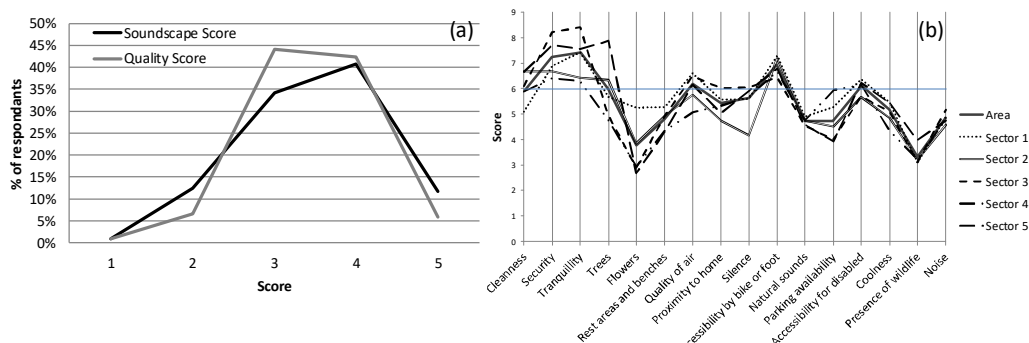 (a)
Soundscape Score
Quality Score
50%
45%
40%
35%
30%
25%
20%
15%
10%
5%
0%
% of respondants
1 2 3 4 5
Score
(b)
9
8
7
6
5
4
3
2
1
0
Score
Cleanness
Security
Tranquillity
Trees
Flowers
Rest areas and benches
Quality of air
Proximity to home
Silence
ccessibility by bike or foot
Natural sounds
Parking availability
Accessibility for disabled
Coolness
Presence of wildlife
Noise
Area
Sector 1
Sector 2
Sector 3
Sector 4
Sector 5